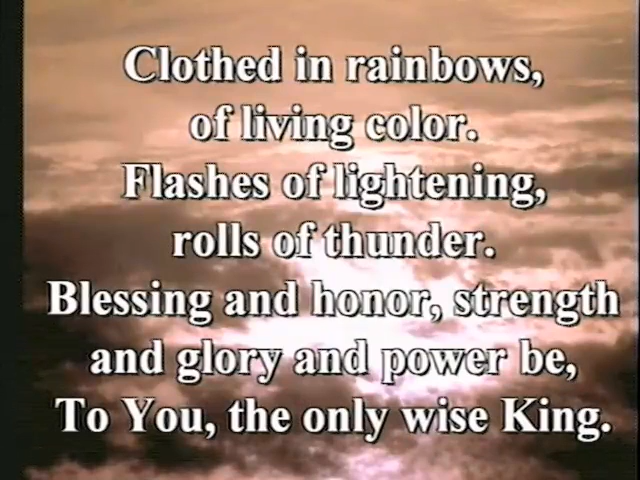 Clothed in rainbows,
of living color.
Flashes of lightening,
rolls of thunder.
Blessing and honor, strength
and glory and power be,
To You, the only wise King.